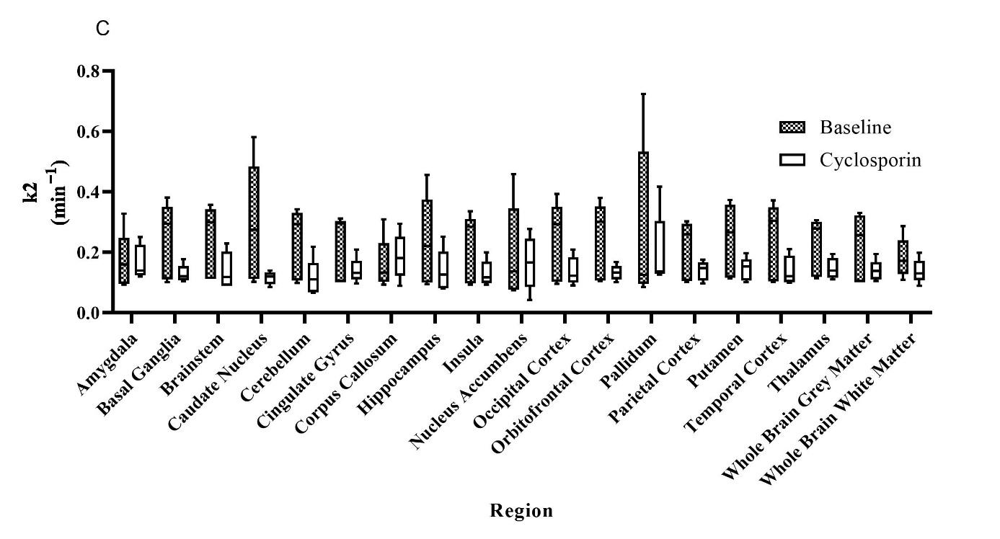 C
0.8
0.6
0.4
0.2
0.0
k2
(min⁻¹)
Baseline
Cyclosporin
Amygdala
Basal Ganglia
Brainstem
Caudate Nucleus
Cerebellum
Cingulate Gyrus
Corpus Callosum
Hippocampus
Insula
Nucleus Accumbens
Occipital Cortex
Orbitofrontal Cortex
Pallidum
Parietal Cortex
Putamen
Temporal Cortex
Thalamus
Whole Brain Grey Matter
Whole Brain White Matter
Region